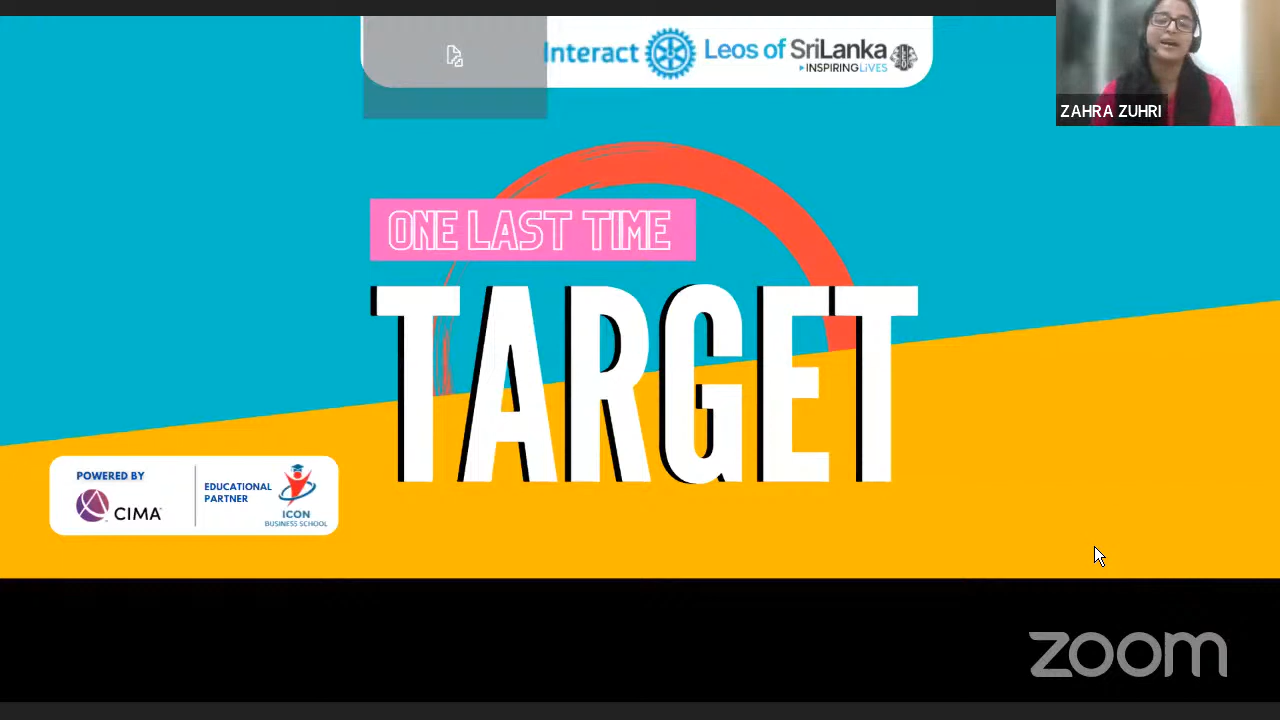 Interact Leos of SriLanka
INSPIRING LIVES
ZAHRA ZUHRI
ONE LAST TIME
TARGET
POWERED BY
CIMA
EDUCATIONAL
PARTNER
ICON
BUSINESS SCHOOL
zoom